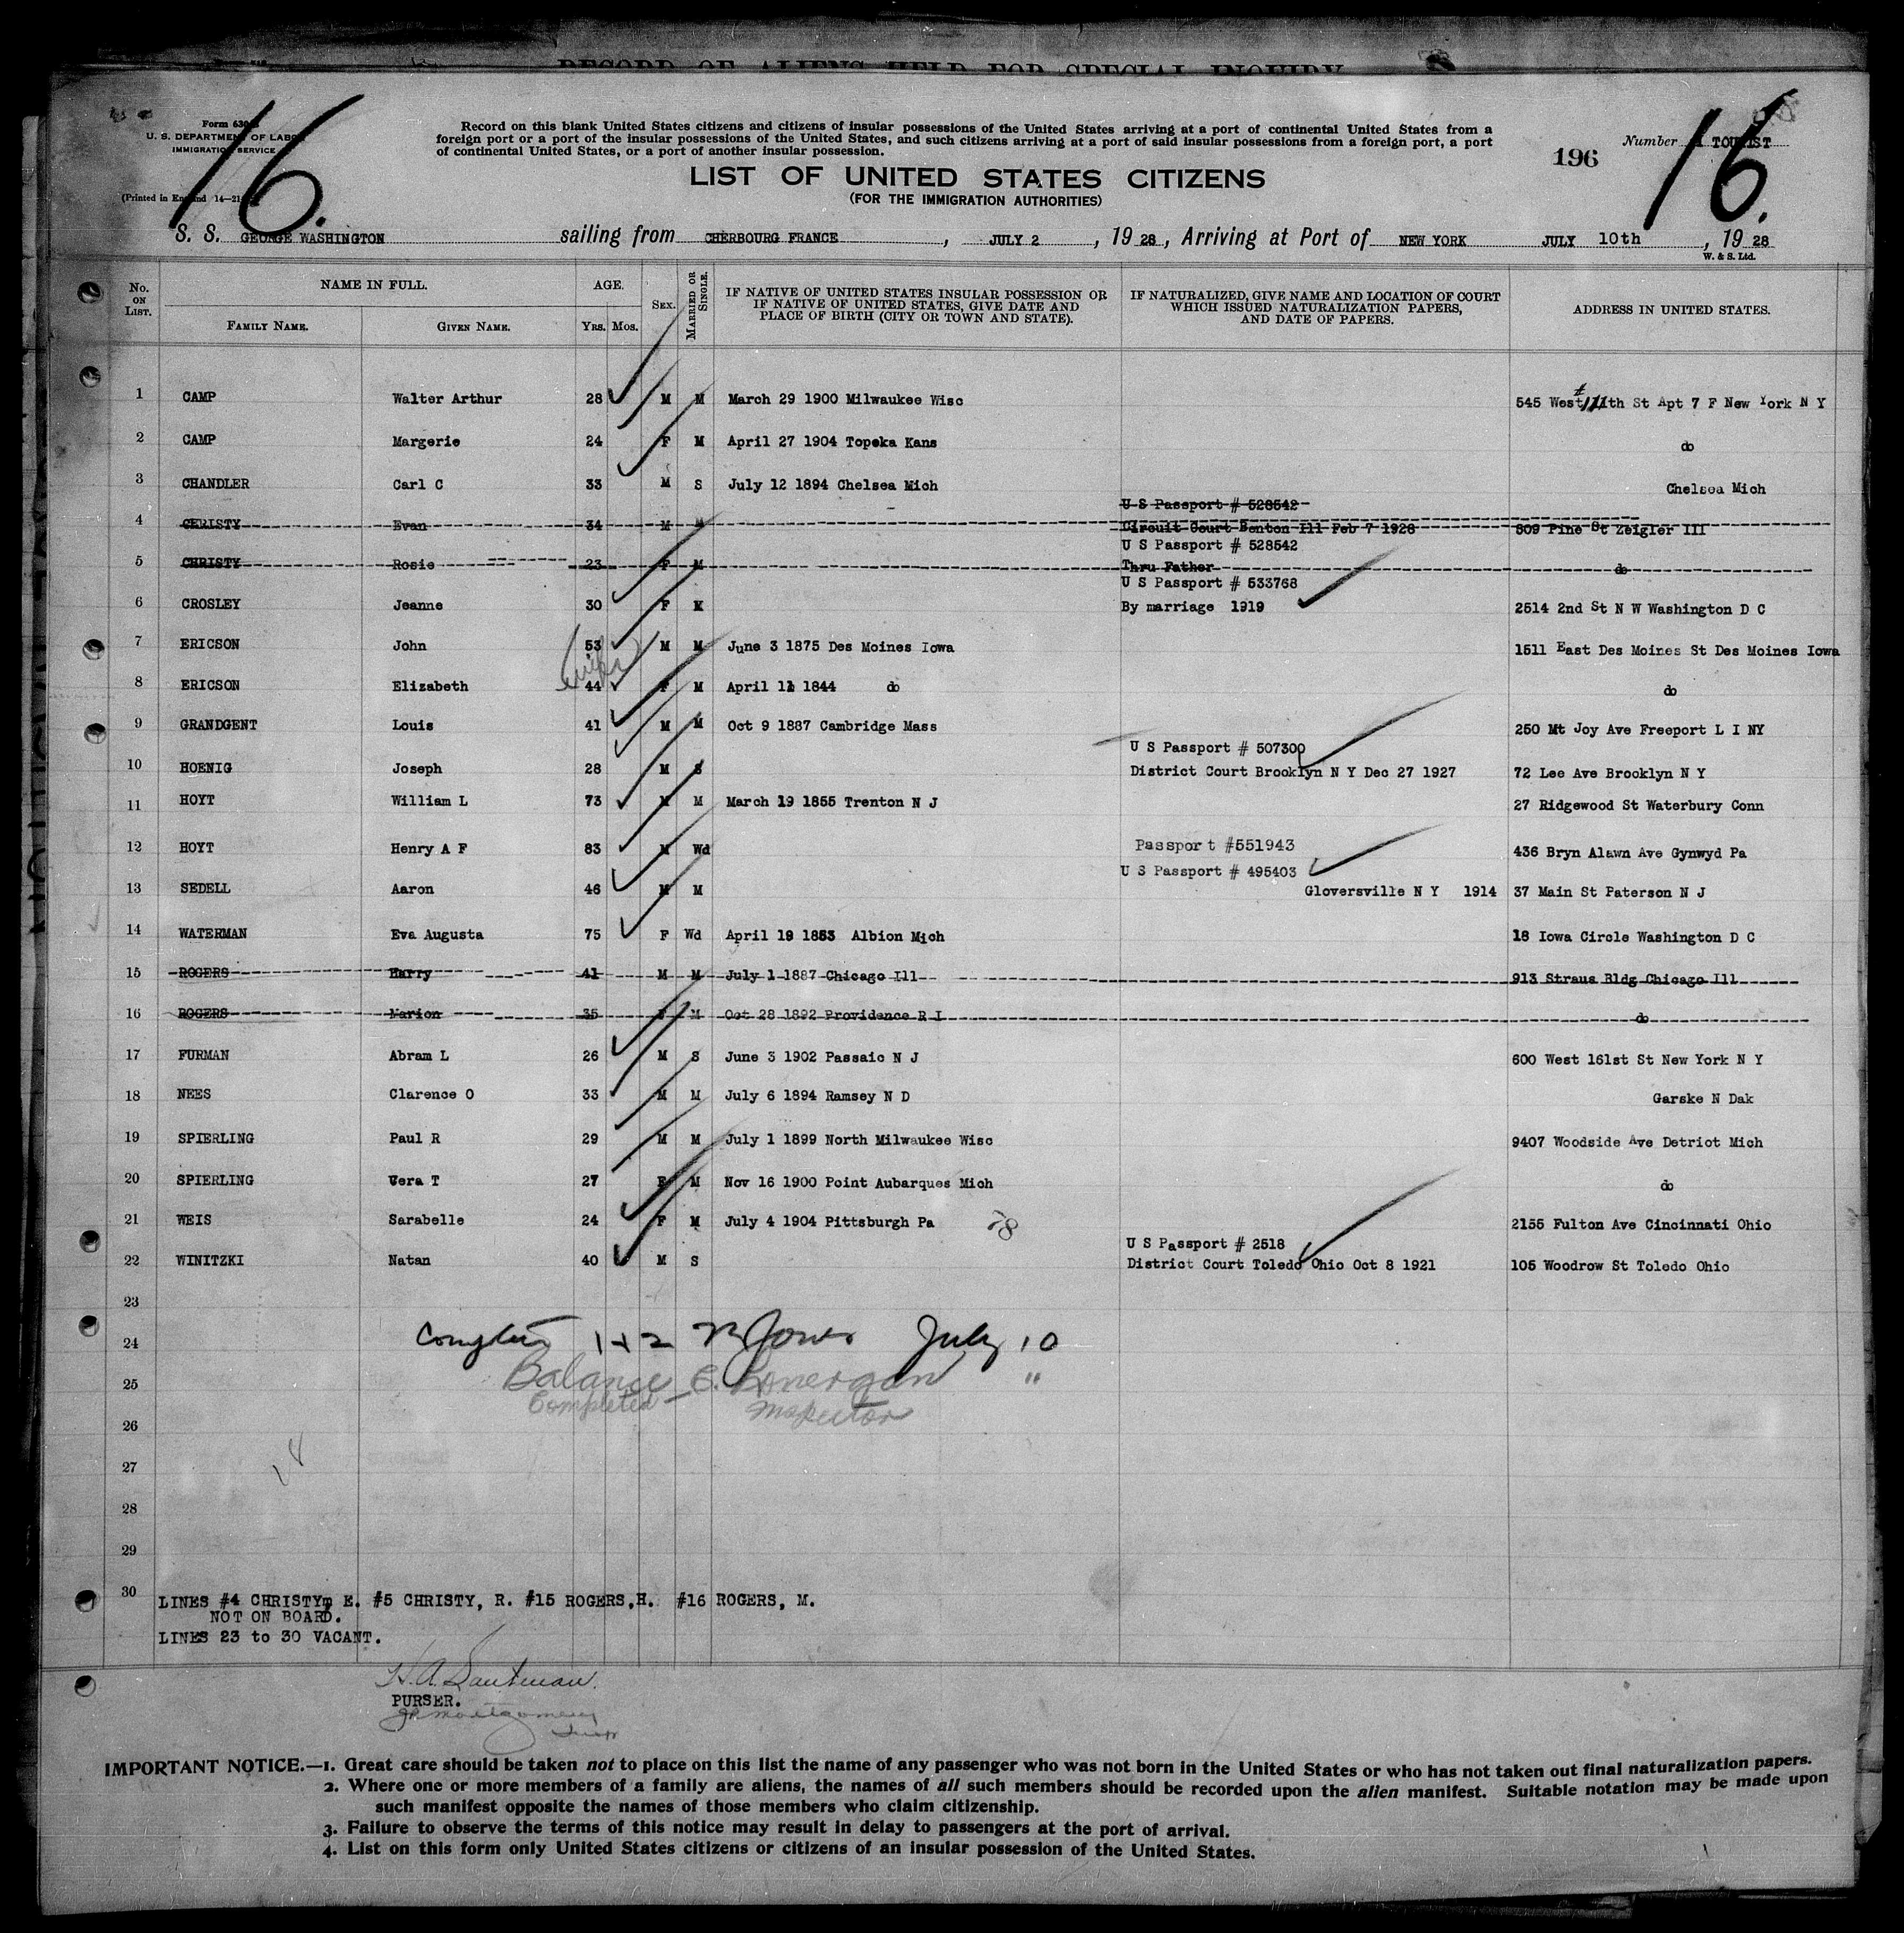 RECORD OF ALIENS HELD FOR SPECIAL INQUIRY
Form 630
U. S. DEPARTMENT OF LABOR
IMMIGRATION SERVICE
(Printed in England 14—21
16.
Record on this blank United States citizens and citizens of insular possessions of the United States arriving at a port of continental United States from a
foreign port or a port of the insular possessions of the United States, and such citizens arriving at a port of said insular possessions from a foreign port, a port
of continental United States, or a port of another insular possession.
196
Number TOURIST
16.
LIST OF UNITED STATES CITIZENS
(FOR THE IMMIGRATION AUTHORITIES)
S. S. GEORGE WASHINGTON sailing from CHERBOURG FRANCE, JULY 2, 1928, Arriving at Port of NEW YORK JULY 10th, 1928
W. & S. Ltd.
No. ON LIST. NAME IN FULL. FAMILY NAME. GIVEN NAME. AGE. YRS. MOS. SEX. MARRIED OR SINGLE. IF NATIVE OF UNITED STATES INSULAR POSSESSION OR IF NATIVE OF UNITED STATES, GIVE DATE AND PLACE OF BIRTH (CITY OR TOWN AND STATE). IF NATURALIZED, GIVE NAME AND LOCATION OF COURT WHICH ISSUED NATURALIZATION PAPERS, AND DATE OF PAPERS. ADDRESS IN UNITED STATES.
1 CAMP Walter Arthur 28 M M March 29 1900 Milwaukee Wisc 545 West 111th St Apt 7 F New York N Y
2 CAMP Margerie 24 F M April 27 1904 Topeka Kans do
3 CHANDLER Carl C 33 M S July 12 1894 Chelsea Mich Chelsea Mich
U S Passport # 528542
4 CHRISTY Evan 34 M M Circuit Court Benton Ill Feb 7 1928 809 Pine St Zeigler Ill
U S Passport # 528542
5 CHRISTY Rosie 23 F M Thru Father do
U S Passport # 533768
6 CROSLEY Jeanne 30 F M By marriage 1919 2514 2nd St N W Washington D C
7 ERICSON John 53 M M June 3 1875 Des Moines Iowa 1511 East Des Moines St Des Moines Iowa
8 ERICSON Elizabeth 44 F M April 11 1844 do do
9 GRANDGENT Louis 41 M M Oct 9 1887 Cambridge Mass 250 Mt Joy Ave Freeport L I NY
U S Passport # 507300
10 HOENIG Joseph 28 M S District Court Brooklyn N Y Dec 27 1927 72 Lee Ave Brooklyn N Y
11 HOYT William L 73 M M March 19 1855 Trenton N J 27 Ridgewood St Waterbury Conn
12 HOYT Henry A F 83 M Wd Passport #551943 436 Bryn Alawn Ave Gynwyd Pa
U S Passport # 495403
13 SEDELL Aaron 46 M M Gloversville N Y 1914 37 Main St Paterson N J
14 WATERMAN Eva Augusta 75 F Wd April 19 1853 Albion Mich 18 Iowa Circle Washington D C
15 ROGERS Harry 41 M M July 1 1887 Chicago Ill 913 Straus Bldg Chicago Ill
16 ROGERS Marion 35 F M Oct 28 1892 Providence R I do
17 FURMAN Abram L 26 M S June 3 1902 Passaic N J 600 West 161st St New York N Y
18 NEES Clarence O 33 M M July 6 1894 Ramsey N D Garske N Dak
19 SPIERLING Paul R 29 M M July 1 1899 North Milwaukee Wisc 9407 Woodside Ave Detriot Mich
20 SPIERLING Vera T 27 F M Nov 16 1900 Point Aubarques Mich do
21 WEIS Sarabelle 24 F M July 4 1904 Pittsburgh Pa 2155 Fulton Ave Cincinnati Ohio
U S Passport # 2518
22 WINITZKI Natan 40 M S District Court Toledo Ohio Oct 8 1921 105 Woodrow St Toledo Ohio
23
24 1+2 Jones July 10
25 Balance E. Lonergan "
Completed — Inspector
26
27
18
28
29
30
LINES #4 CHRISTY, E. #5 CHRISTY, R. #15 ROGERS,H. #16 ROGERS, M.
NOT ON BOARD.
LINES 23 to 30 VACANT.
PURSER.
Montgomery
IMPORTANT NOTICE.—1. Great care should be taken not to place on this list the name of any passenger who was not born in the United States or who has not taken out final naturalization papers.
2. Where one or more members of a family are aliens, the names of all such members should be recorded upon the alien manifest. Suitable notation may be made upon
such manifest opposite the names of those members who claim citizenship.
3. Failure to observe the terms of this notice may result in delay to passengers at the port of arrival.
4. List on this form only United States citizens or citizens of an insular possession of the United States.